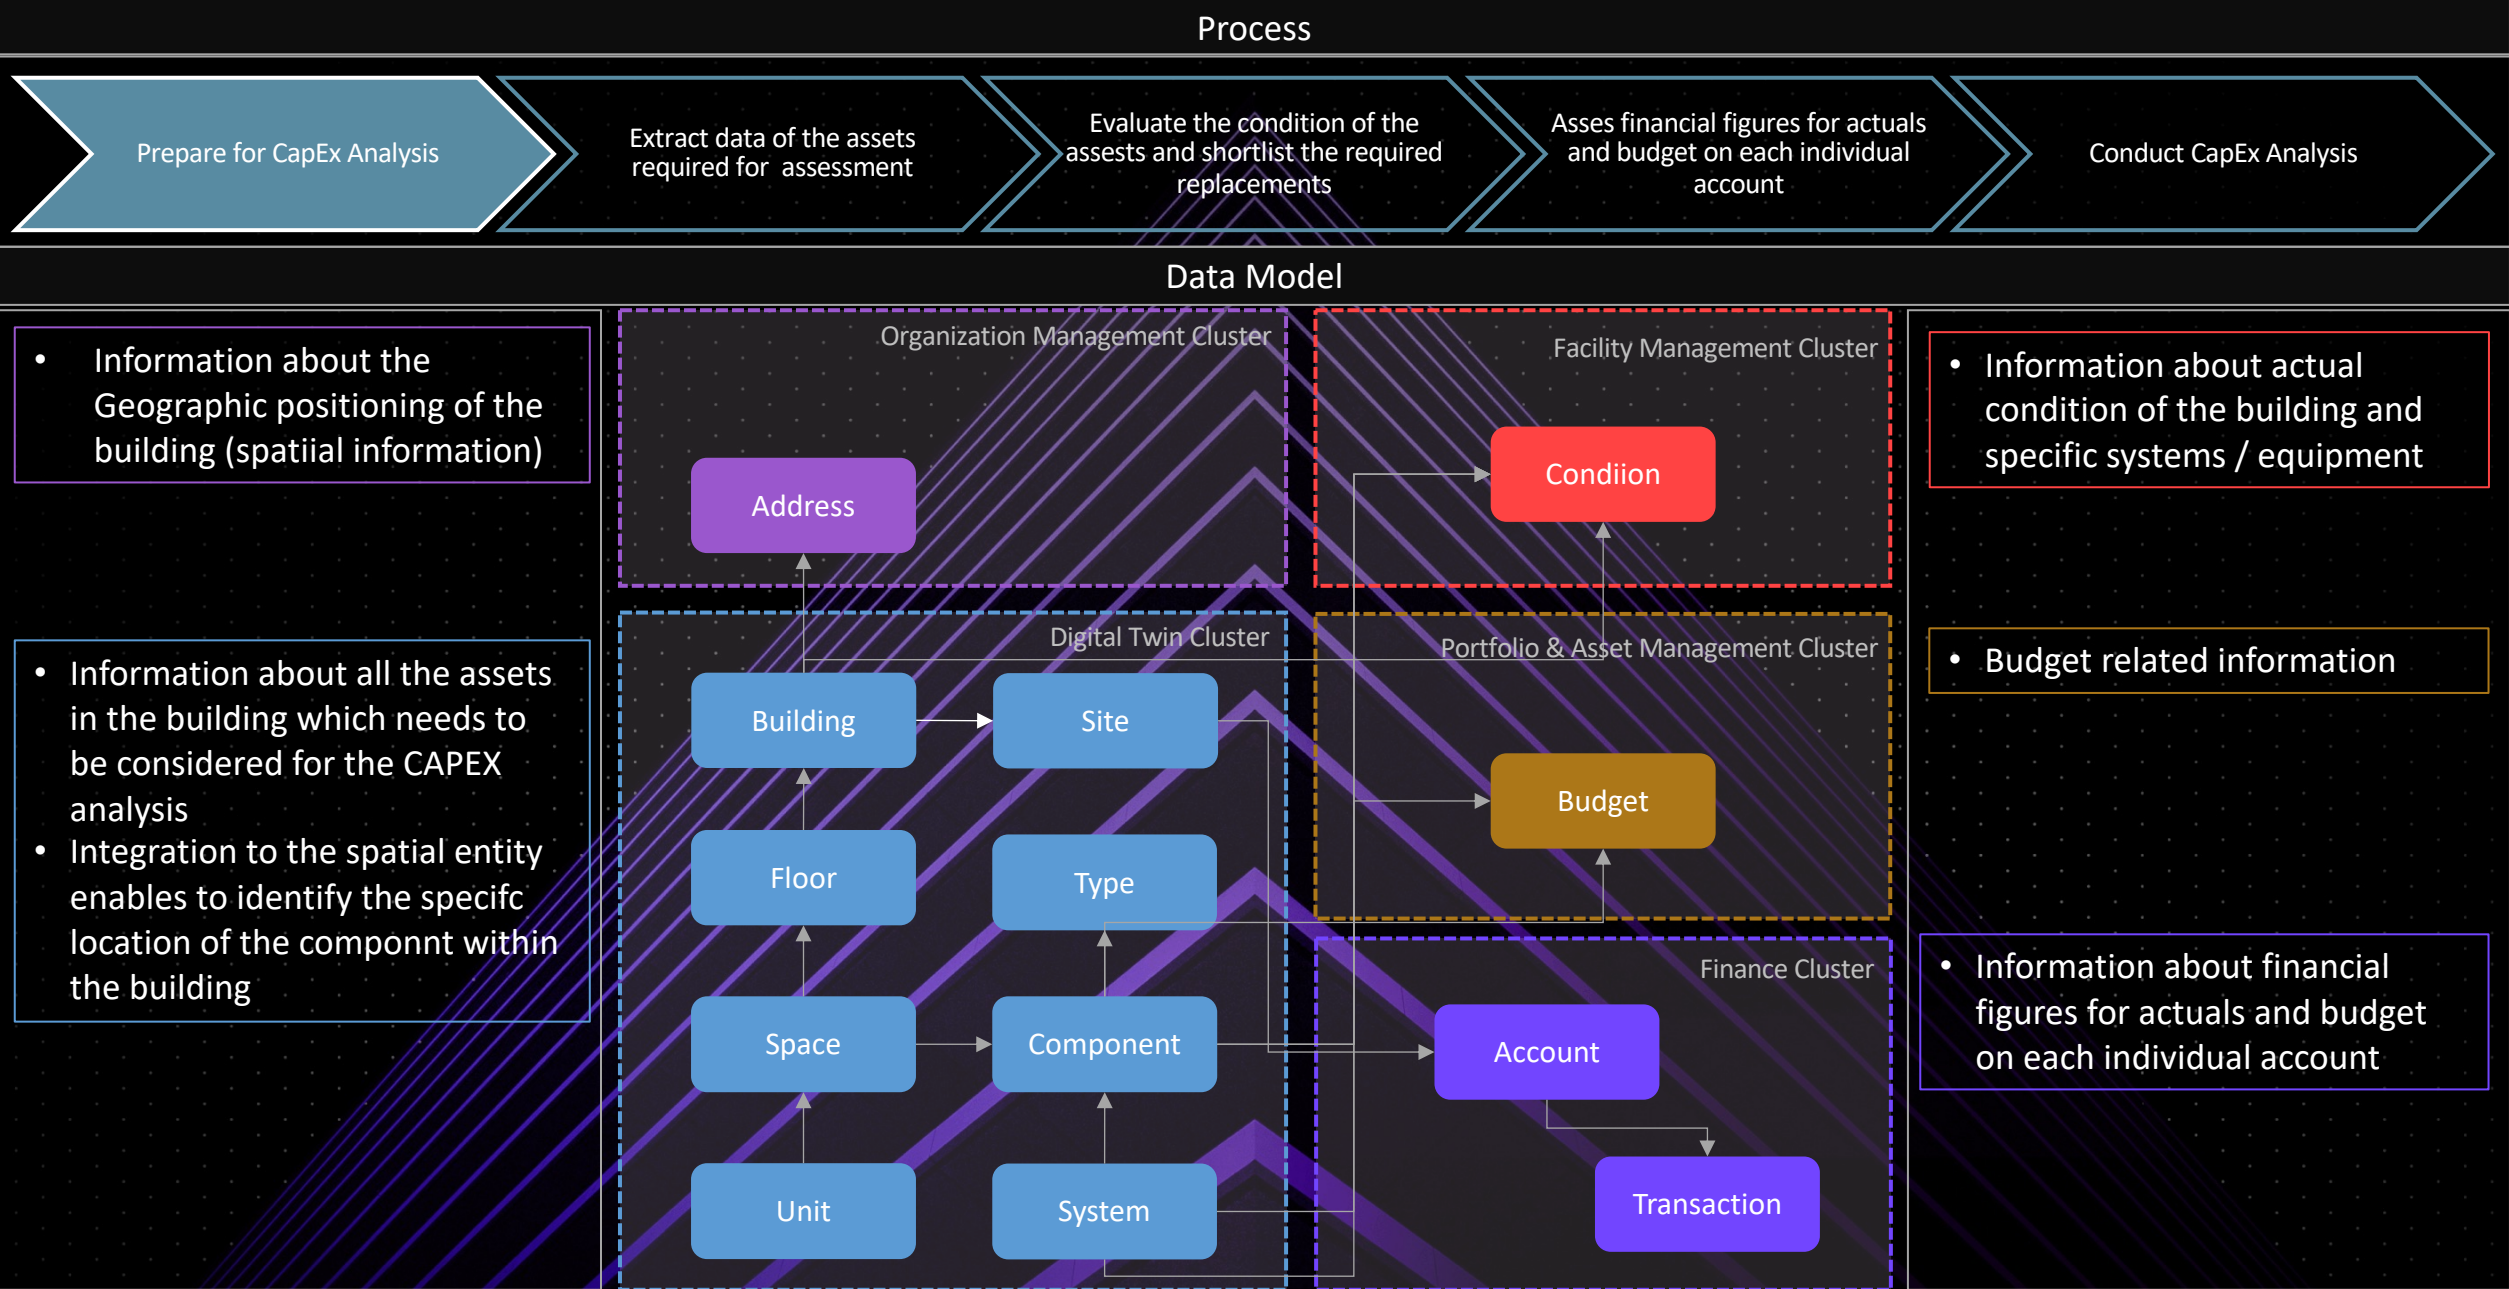 Process
Prepare for CapEx Analysis
Extract data of the assets
required for assessment
Evaluate the condition of the
assests and shortlist the required
replacements
Asses financial figures for actuals
and budget on each individual
account
Conduct CapEx Analysis
Data Model
• Information about the
Geographic positioning of the
building (spatiial information)
• Information about all the assets
in the building which needs to
be considered for the CAPEX
analysis
• Integration to the spatial entity
enables to identify the specifc
location of the componnt within
the building
Organization Management Cluster
Address
Facility Management Cluster
Condiion
Digital Twin Cluster
Building
Site
Floor
Type
Space
Component
Unit
System
Portfolio & Asset Management Cluster
Budget
Finance Cluster
Account
Transaction
• Information about actual
condition of the building and
specific systems / equipment
• Budget related information
• Information about financial
figures for actuals and budget
on each individual account